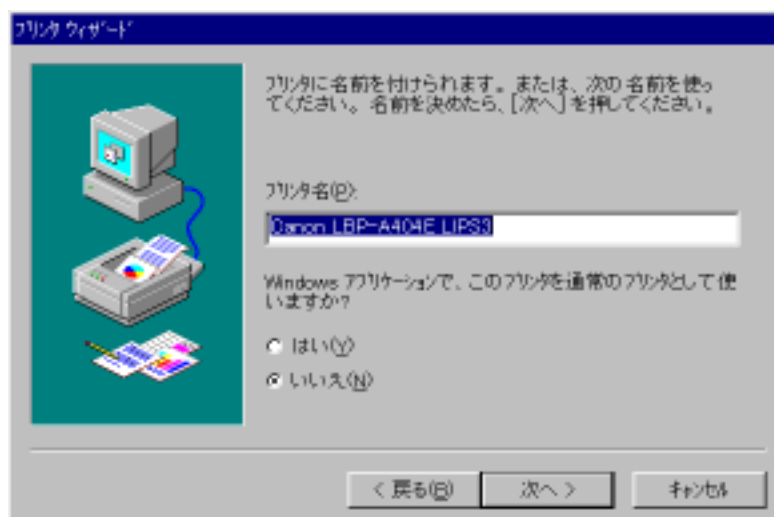 プリンタ ウィザード
プリンタに名前を付けられます。または、次の名前を使っ
てください。名前を決めたら、[次へ]を押してください。
プリンタ名(P):
Canon LBP-A404E LIPS3
Windows アプリケーションで、このプリンタを通常のプリンタとして使
いますか?
はい(Y)
いいえ(N)
< 戻る(B)
次へ >
キャンセル